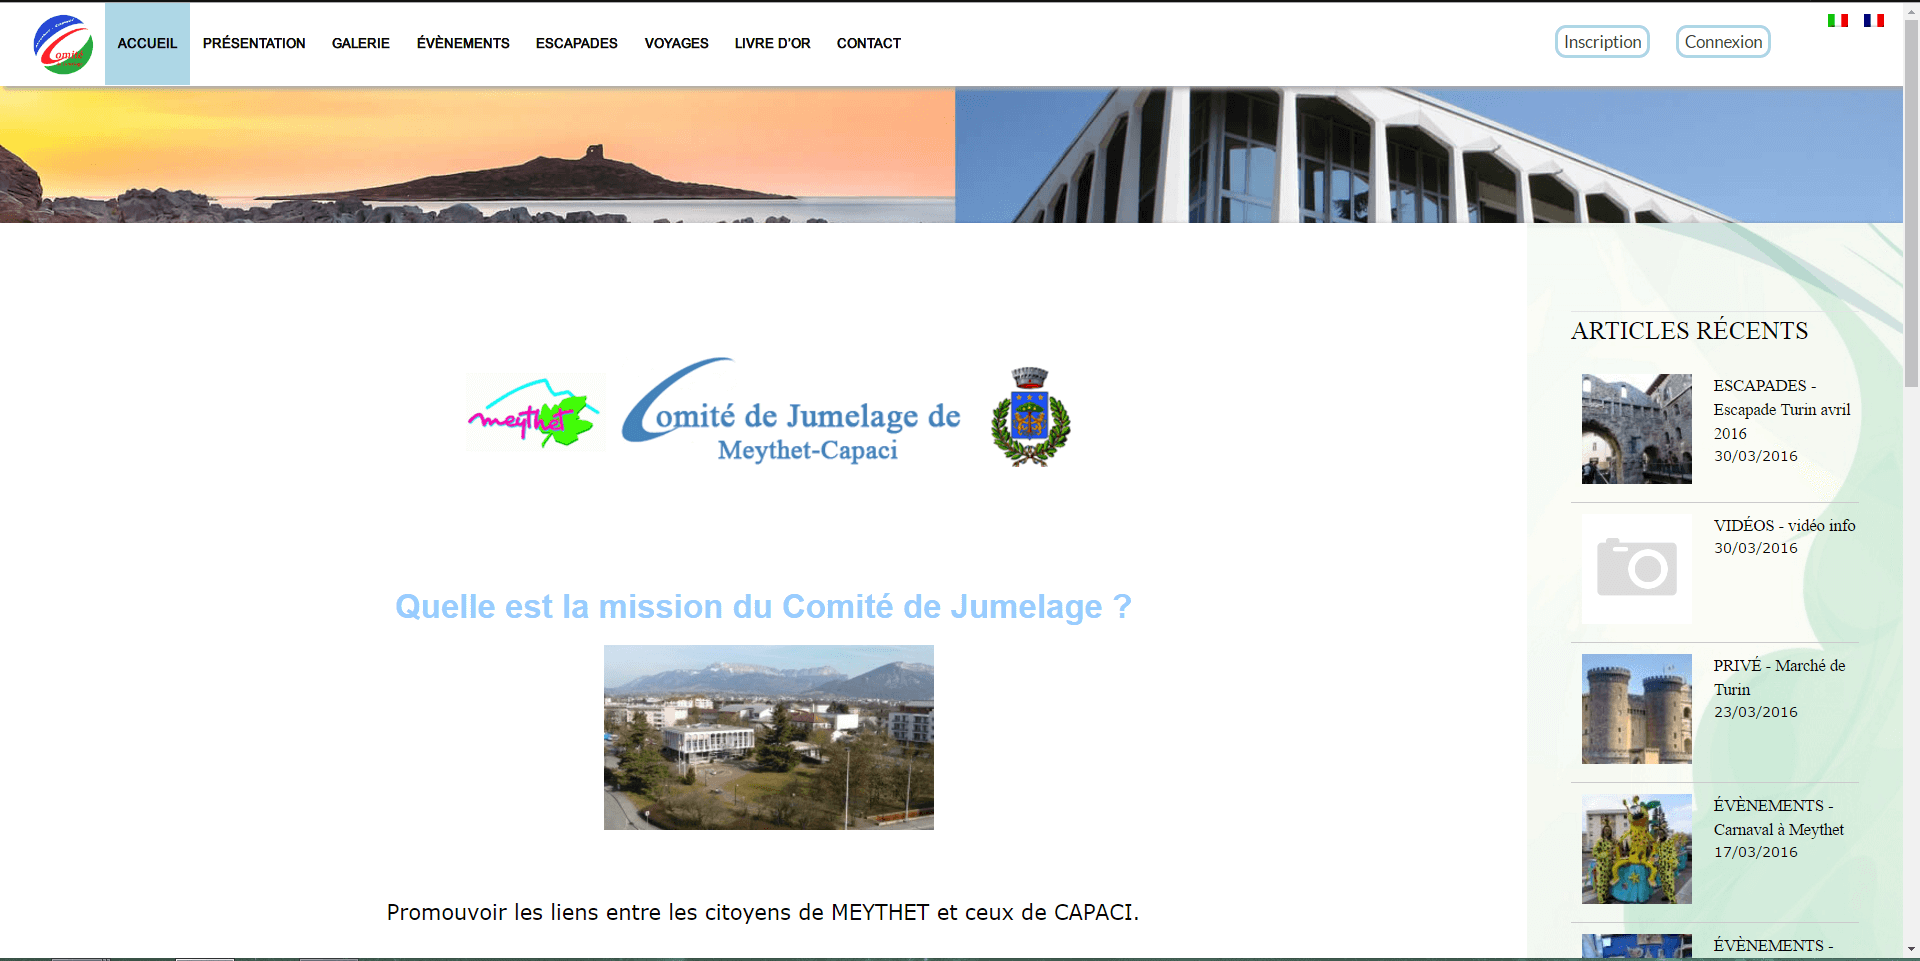 ACCUEIL
PRÉSENTATION
GALERIE
ÉVÈNEMENTS
ESCAPADES
VOYAGES
LIVRE D'OR
CONTACT
Inscription
Connexion
Comité
meythet
Comité de Jumelage de
Meythet-Capaci
Quelle est la mission du Comité de Jumelage ?
Promouvoir les liens entre les citoyens de MEYTHET et ceux de CAPACI.
ARTICLES RÉCENTS
ESCAPADES -
Escapade Turin avril
2016
30/03/2016
VIDÉOS - vidéo info
30/03/2016
PRIVÉ - Marché de
Turin
23/03/2016
ÉVÈNEMENTS -
Carnaval à Meythet
17/03/2016
ÉVÈNEMENTS -